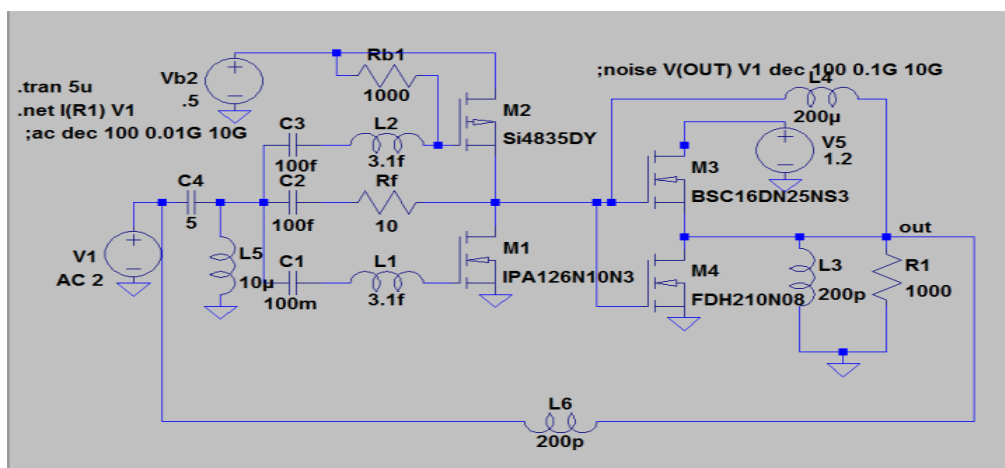 .tran 5u
.net I(R1) V1
;ac dec 100 0.01G 10G
Vb2
.5
Rb1
1000
M2
Si4835DY
C3
100f
L2
3.1f
C4
5
C2
100f
Rf
10
V1
AC 2
L5
10µ
C1
100m
L1
3.1f
M1
IPA126N10N3
;noise V(OUT) V1 dec 100 0.1G 10G
L4
200µ
V5
1.2
M3
BSC16DN25NS3
out
M4
FDH210N08
L3
200p
R1
1000
L6
200p